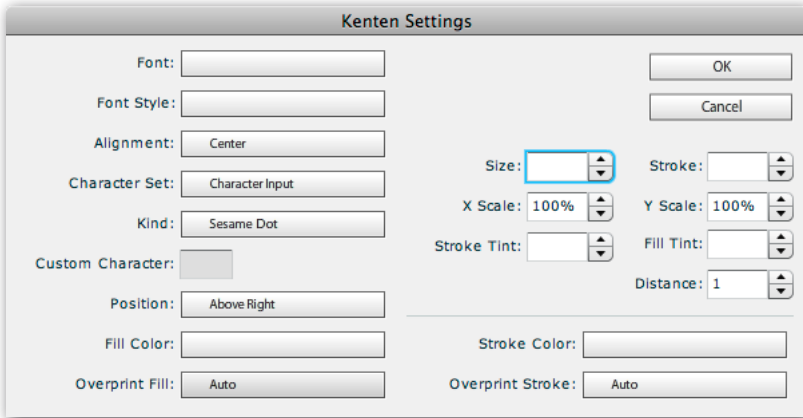 Kenten Settings
Font:
OK
Font Style:
Cancel
Alignment: Center
Size: Stroke:
Character Set: Character Input
X Scale: 100% Y Scale: 100%
Kind: Sesame Dot
Stroke Tint: Fill Tint:
Custom Character:
Distance: 1
Position: Above Right
Fill Color: Stroke Color:
Overprint Fill: Auto Overprint Stroke: Auto